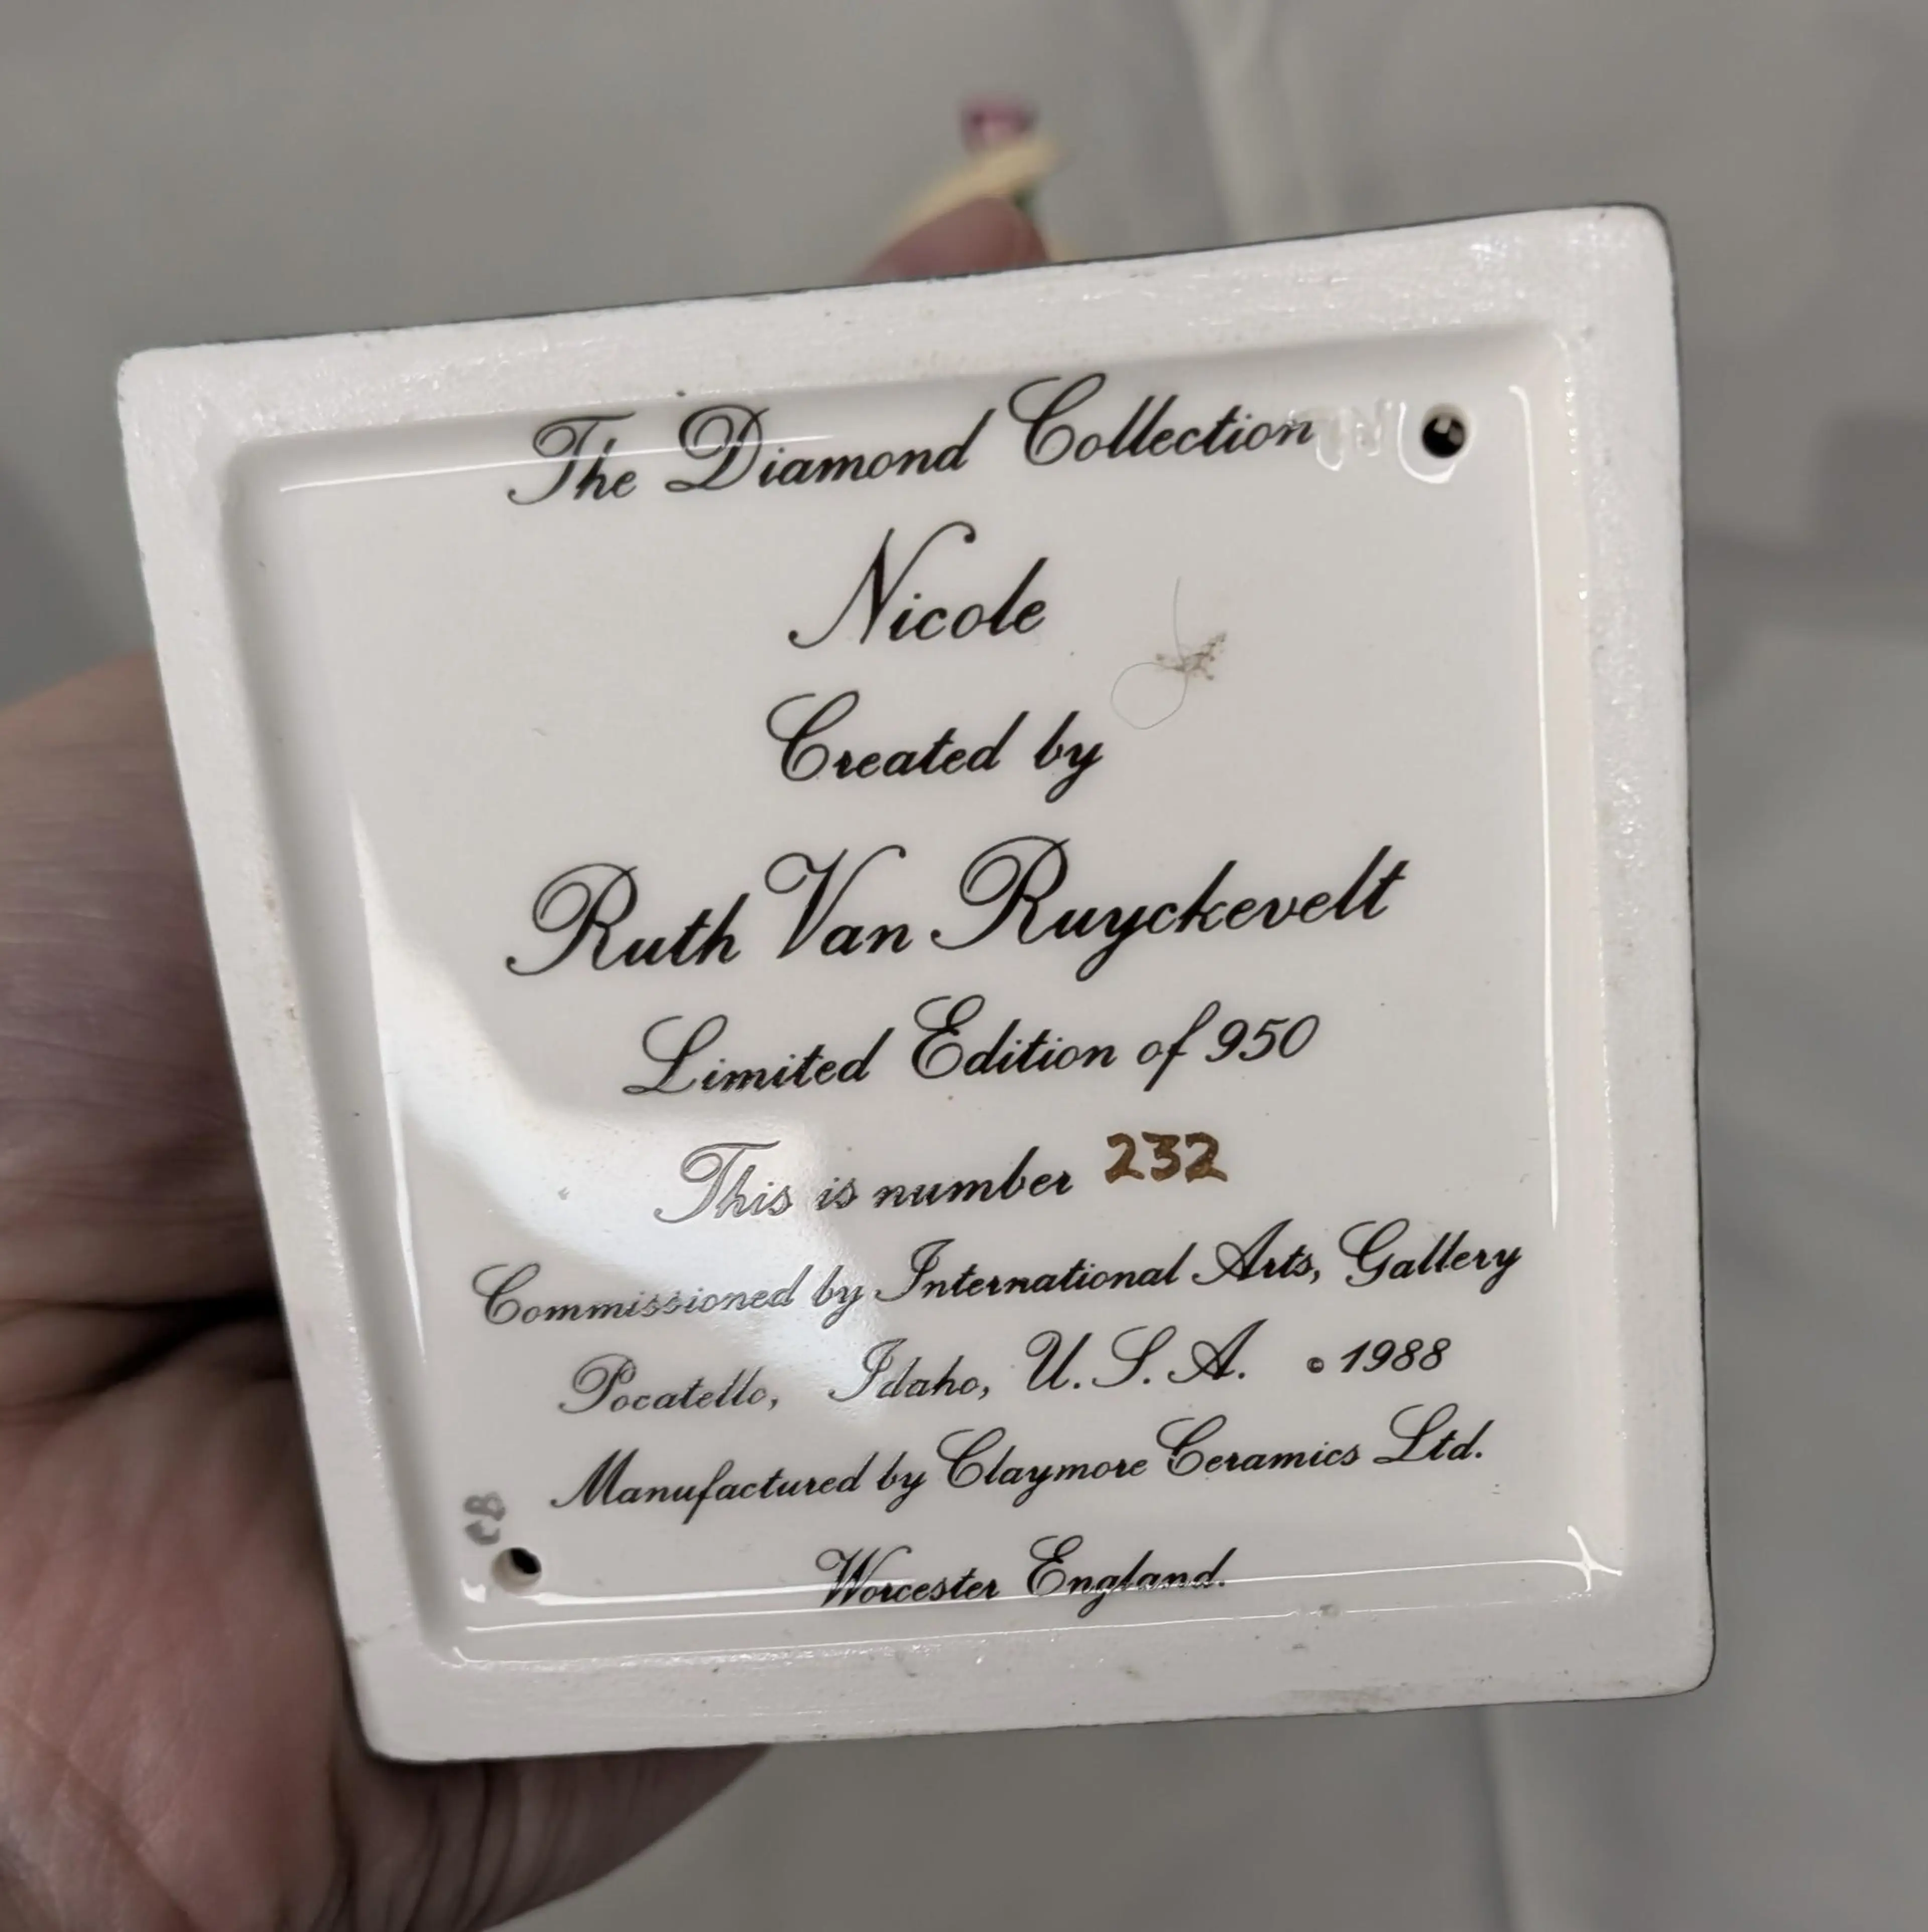 The Diamond Collection
Nicole
Created by
Ruth Van Ruyckevelt
Limited Edition of 950
This is number 232
Commissioned by International Arts, Gallery
Pocatello, Idaho, U.S.A. © 1988
Manufactured by Claymore Ceramics Ltd.
Worcester England.